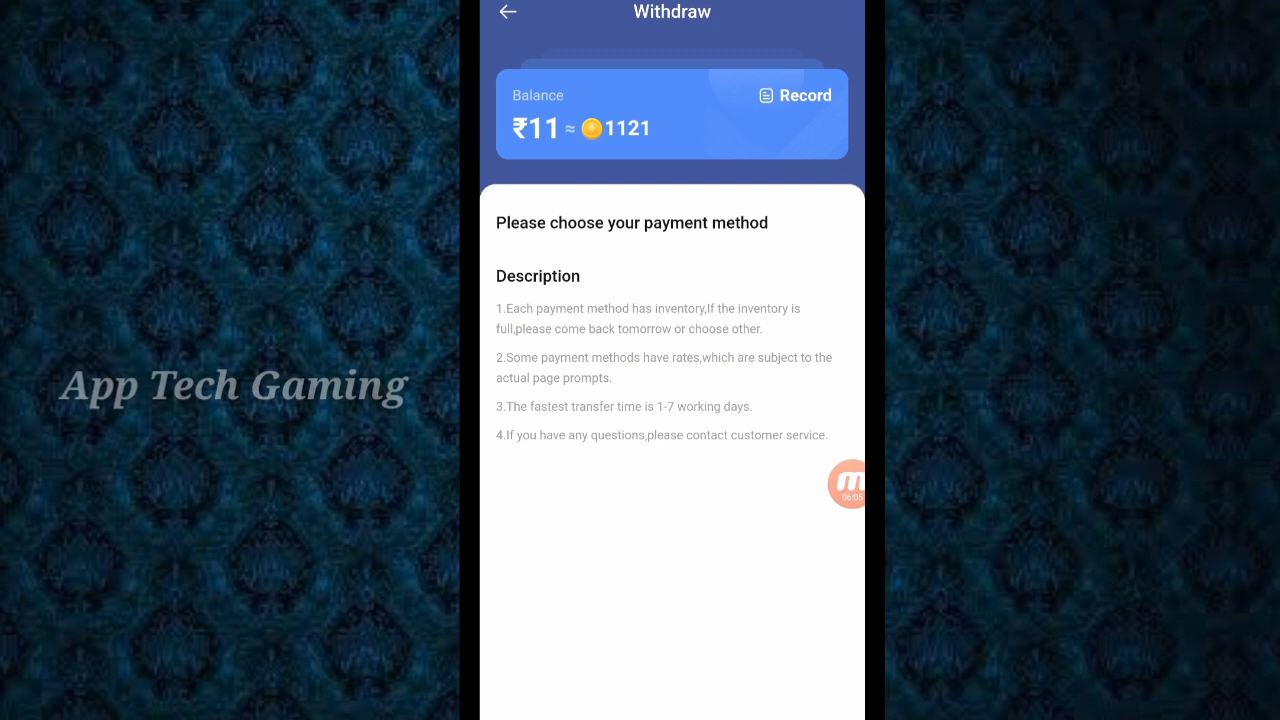 Withdraw
Balance
Record
₹11 ≈ 1121
Please choose your payment method
Description
1.Each payment method has inventory,If the inventory is
full,please come back tomorrow or choose other.
2.Some payment methods have rates,which are subject to the
actual page prompts.
3.The fastest transfer time is 1-7 working days.
4.If you have any questions,please contact customer service.
App Tech Gaming
m
06:05